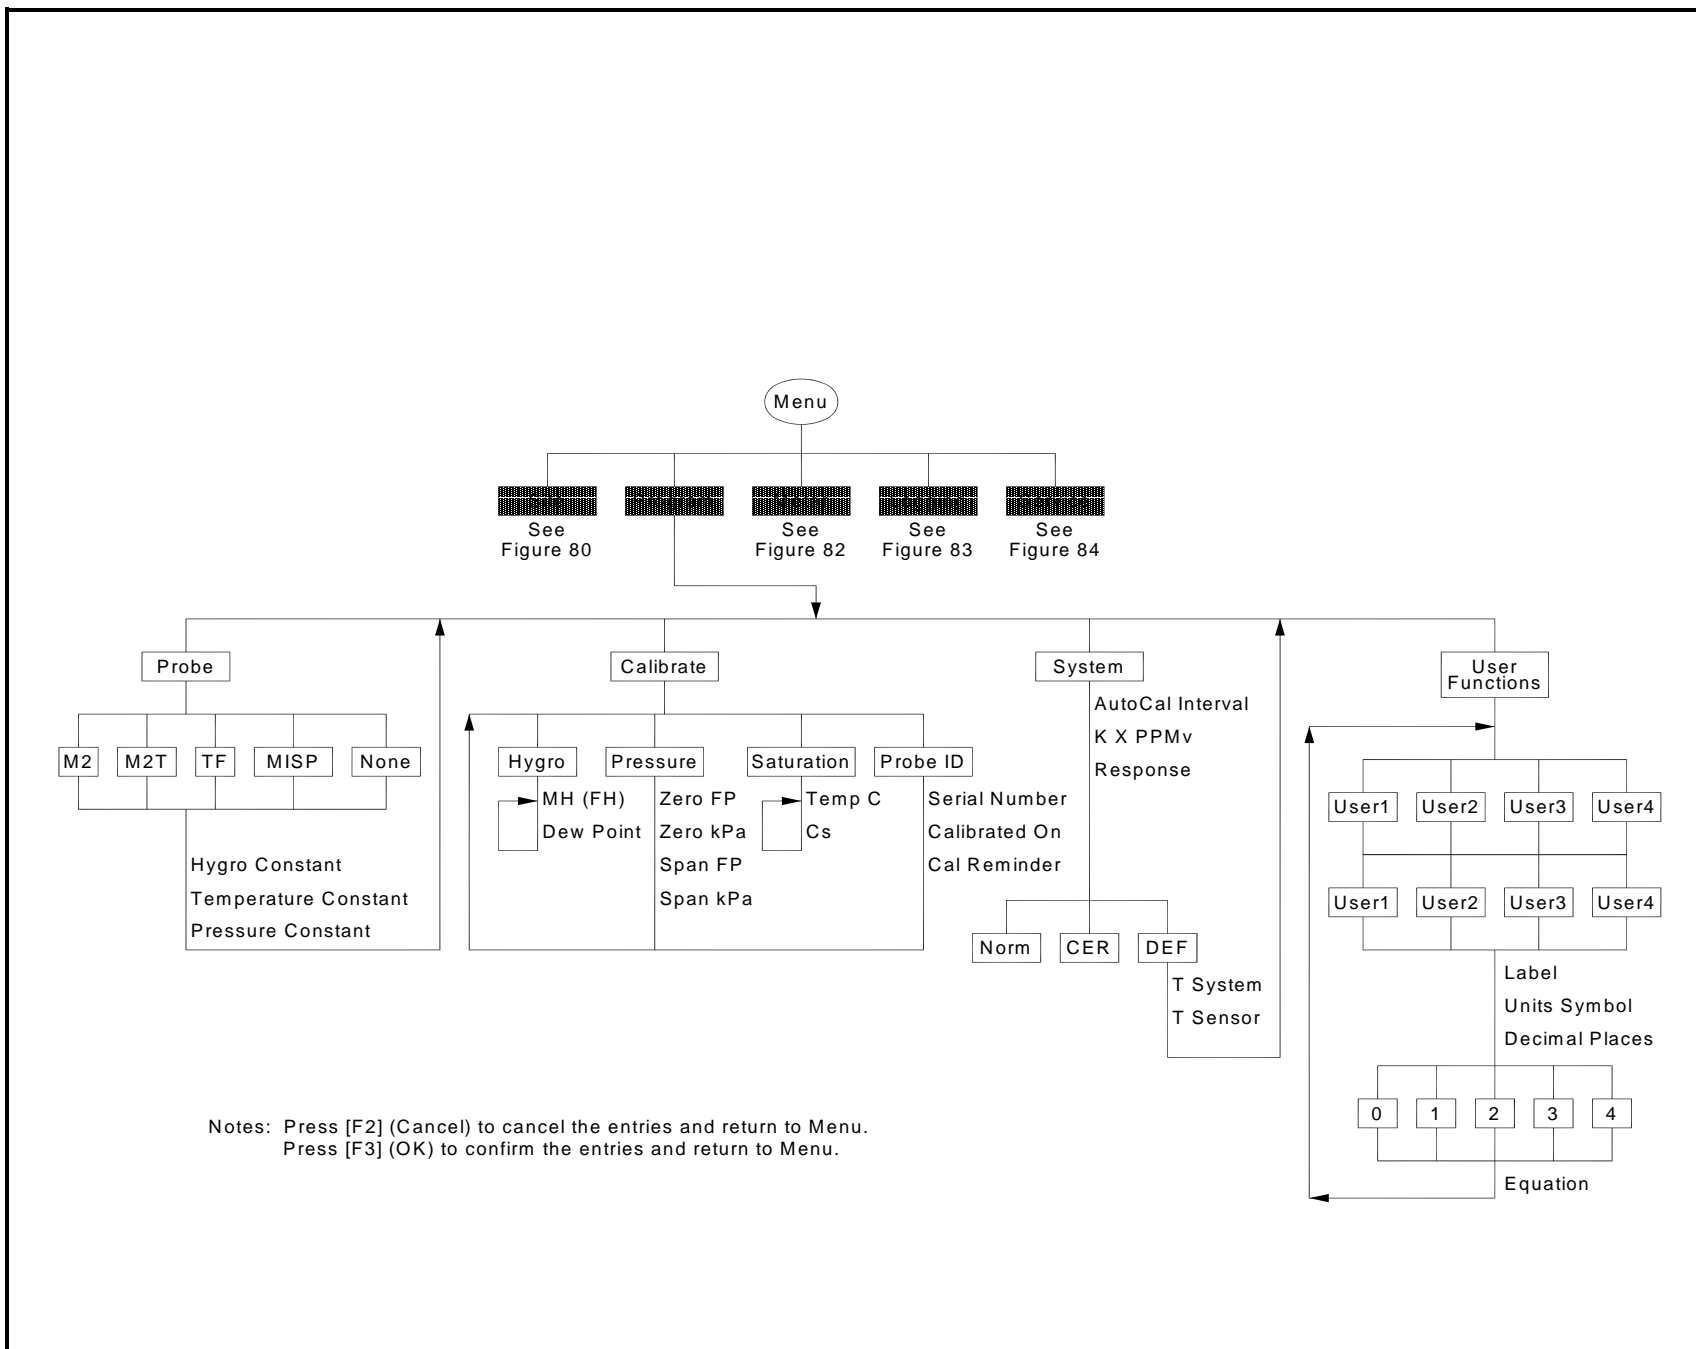 Menu
See
Figure 80
See
Figure 82
See
Figure 83
See
Figure 84
Probe
Calibrate
System
User
Functions
M2
M2T
TF
MISP
None
Hygro Constant
Temperature Constant
Pressure Constant
Hygro
Pressure
Saturation
Probe ID
MH (FH)
Dew Point
Zero FP
Zero kPa
Span FP
Span kPa
Temp C
Cs
Serial Number
Calibrated On
Cal Reminder
AutoCal Interval
K X PPMv
Response
Norm
CER
DEF
T System
T Sensor
User1
User2
User3
User4
User1
User2
User3
User4
Label
Units Symbol
Decimal Places
0
1
2
3
4
Equation
Notes: Press [F2] (Cancel) to cancel the entries and return to Menu.
Press [F3] (OK) to confirm the entries and return to Menu.